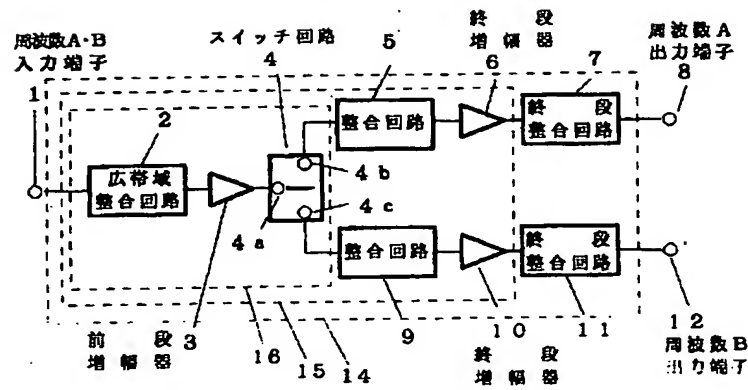 周波数A・B
入力端子
1
スイッチ回路
4
5
終段
増幅器
6
7
周波数A
出力端子
8
2
広帯域
整合回路
整合回路
終段
整合回路
4a
4b
4c
整合回路
終段
整合回路
前段
増幅器
3
16
15
14
9
10
終段
増幅器
11
12
周波数B
出力端子